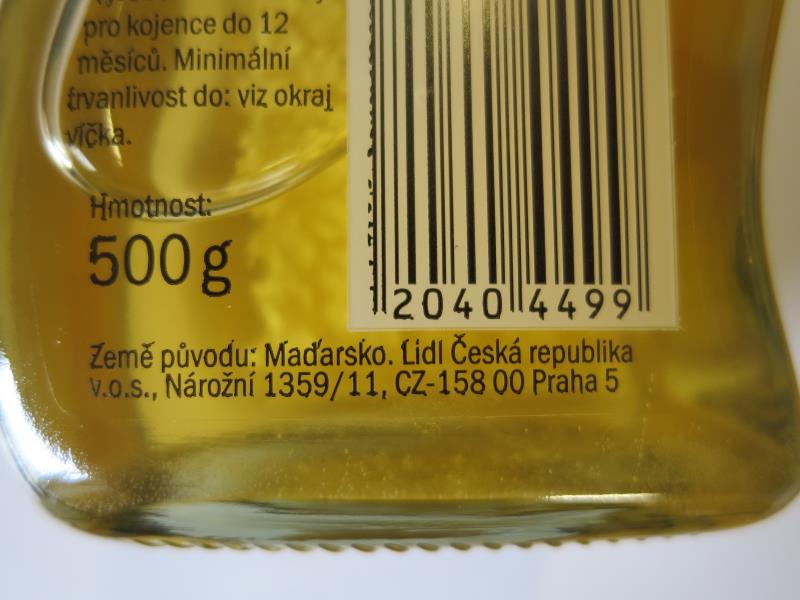 pro kojence do 12
měsíců. Minimální
trvanlivost do: viz okraj
víčka.
Hmotnost:
500 g
2040 4499
Země původu: Maďarsko. Lidl Česká republika
v.o.s., Nárožní 1359/11, CZ-158 00 Praha 5